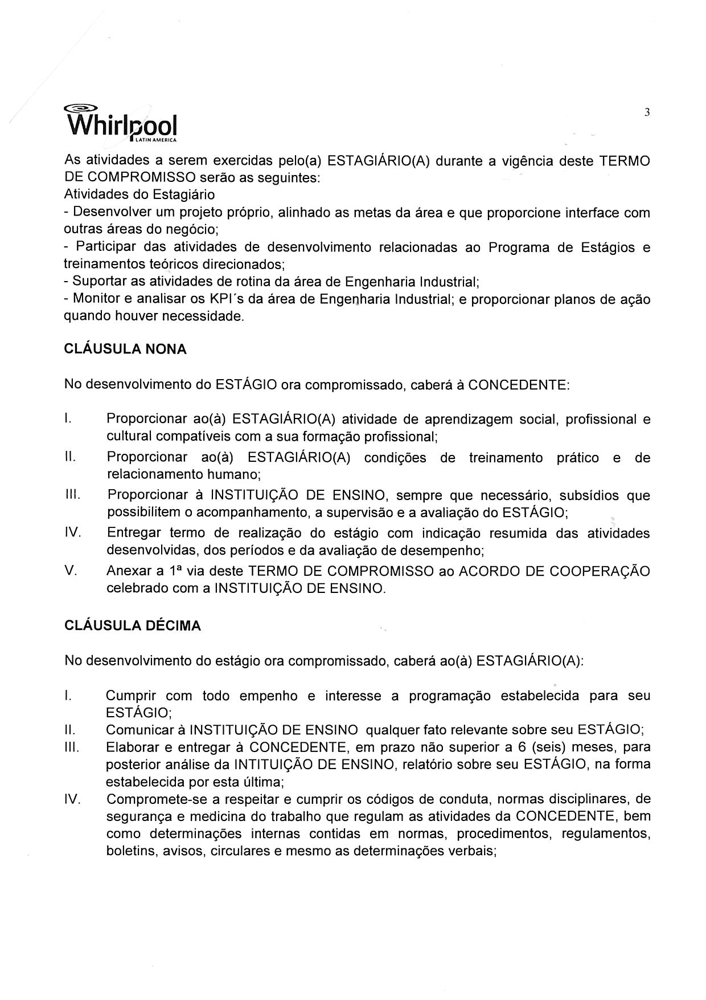 3
Whirlpool
LATIN AMERICA
As atividades a serem exercidas pelo(a) ESTAGIÁRIO(A) durante a vigência deste TERMO
DE COMPROMISSO serão as seguintes:
Atividades do Estagiário
- Desenvolver um projeto próprio, alinhado as metas da área e que proporcione interface com
outras áreas do negócio;
- Participar das atividades de desenvolvimento relacionadas ao Programa de Estágios e
treinamentos teóricos direcionados;
- Suportar as atividades de rotina da área de Engenharia Industrial;
- Monitor e analisar os KPI´s da área de Engenharia Industrial; e proporcionar planos de ação
quando houver necessidade.
CLÁUSULA NONA
No desenvolvimento do ESTÁGIO ora compromissado, caberá à CONCEDENTE:
I. Proporcionar ao(à) ESTAGIÁRIO(A) atividade de aprendizagem social, profissional e
cultural compatíveis com a sua formação profissional;
II. Proporcionar ao(à) ESTAGIÁRIO(A) condições de treinamento prático e de
relacionamento humano;
III. Proporcionar à INSTITUIÇÃO DE ENSINO, sempre que necessário, subsídios que
possibilitem o acompanhamento, a supervisão e a avaliação do ESTÁGIO;
IV. Entregar termo de realização do estágio com indicação resumida das atividades
desenvolvidas, dos períodos e da avaliação de desempenho;
V. Anexar a 1ª via deste TERMO DE COMPROMISSO ao ACORDO DE COOPERAÇÃO
celebrado com a INSTITUIÇÃO DE ENSINO.
CLÁUSULA DÉCIMA
No desenvolvimento do estágio ora compromissado, caberá ao(à) ESTAGIÁRIO(A):
I. Cumprir com todo empenho e interesse a programação estabelecida para seu
ESTÁGIO;
II. Comunicar à INSTITUIÇÃO DE ENSINO qualquer fato relevante sobre seu ESTÁGIO;
III. Elaborar e entregar à CONCEDENTE, em prazo não superior a 6 (seis) meses, para
posterior análise da INTITUIÇÃO DE ENSINO, relatório sobre seu ESTÁGIO, na forma
estabelecida por esta última;
IV. Compromete-se a respeitar e cumprir os códigos de conduta, normas disciplinares, de
segurança e medicina do trabalho que regulam as atividades da CONCEDENTE, bem
como determinações internas contidas em normas, procedimentos, regulamentos,
boletins, avisos, circulares e mesmo as determinações verbais;